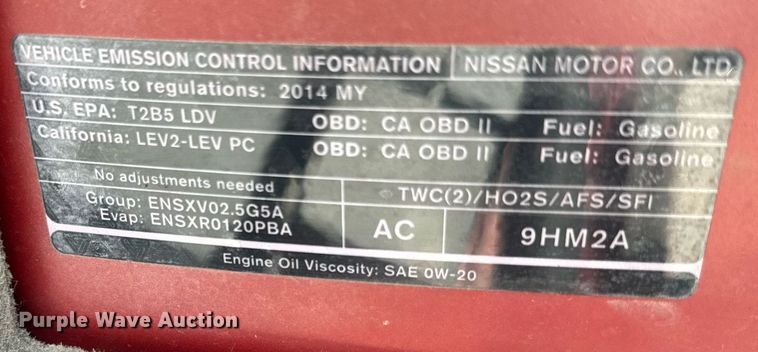 VEHICLE EMISSION CONTROL INFORMATION NISSAN MOTOR CO., LTD.
Conforms to regulations: 2014 MY
U.S. EPA: T2B5 LDV OBD: CA OBD II Fuel: Gasoline
California: LEV2-LEV PC OBD: CA OBD II Fuel: Gasoline
No adjustments needed TWC(2)/HO2S/AFS/SFI
Group: ENSXV02.5G5A
Evap: ENSXR0120PBA AC 9HM2A
Engine Oil Viscosity: SAE 0W-20
Purple Wave Auction